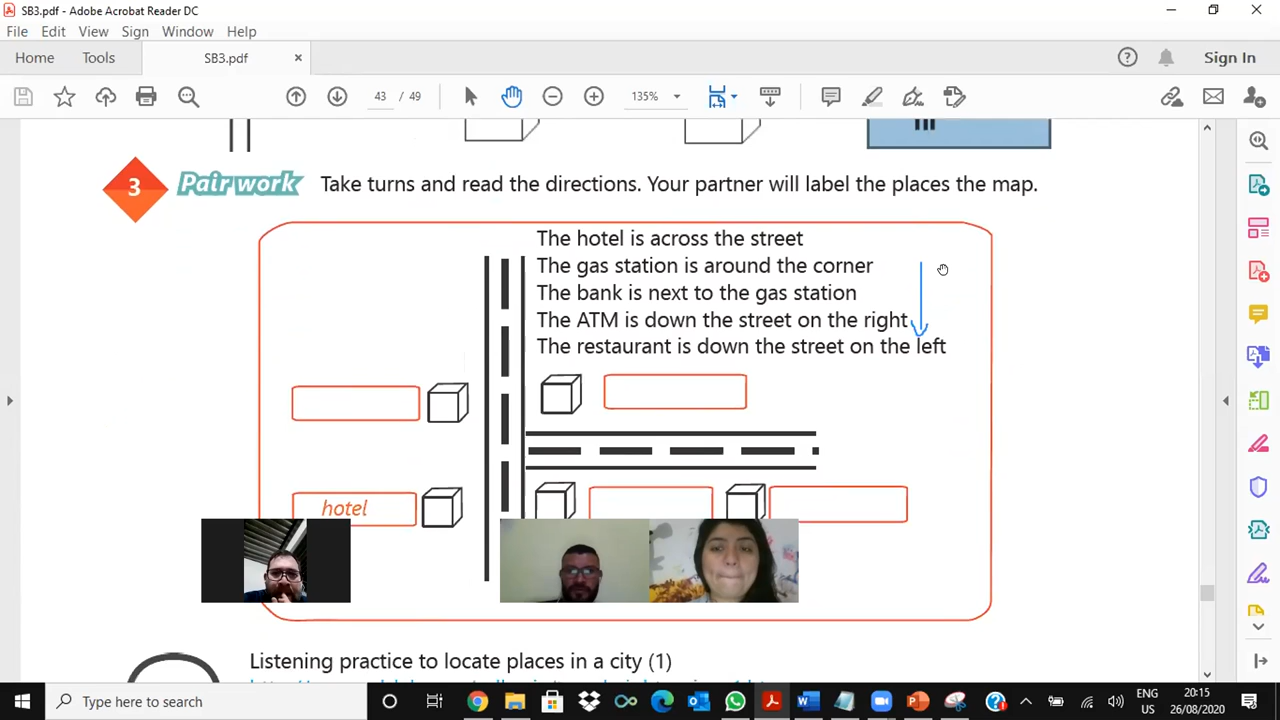 SB3.pdf - Adobe Acrobat Reader DC
File Edit View Sign Window Help
Home Tools SB3.pdf × Sign In
43 / 49 135%
3 Pair work Take turns and read the directions. Your partner will label the places the map.
The hotel is across the street
The gas station is around the corner
The bank is next to the gas station
The ATM is down the street on the right
The restaurant is down the street on the left
hotel
Listening practice to locate places in a city (1)
Type here to search
ENG 20:15
US 26/08/2020